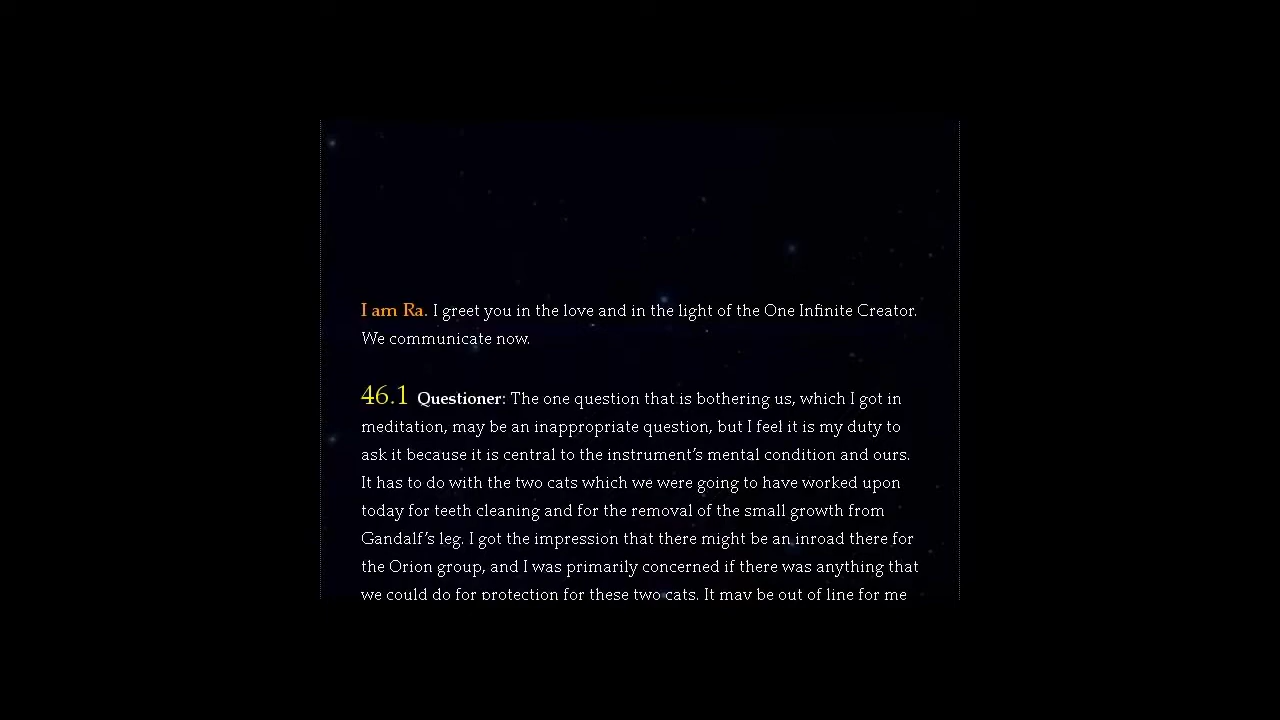 I am Ra. I greet you in the love and in the light of the One Infinite Creator.
We communicate now.
46.1 Questioner: The one question that is bothering us, which I got in
meditation, may be an inappropriate question, but I feel it is my duty to
ask it because it is central to the instrument’s mental condition and ours.
It has to do with the two cats which we were going to have worked upon
today for teeth cleaning and for the removal of the small growth from
Gandalf’s leg. I got the impression that there might be an inroad there for
the Orion group, and I was primarily concerned if there was anything that
we could do for protection for these two cats. It may be out of line for me